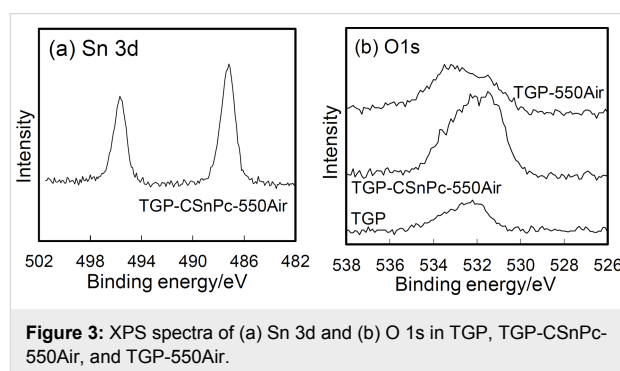 (a) Sn 3d
Intensity
TGP-CSnPc-550Air
502 498 494 490 486 482
Binding energy/eV
(b) O1s
Intensity
TGP-550Air
TGP-CSnPc-550Air
TGP
538 536 534 532 530 528 526
Binding energy/eV
Figure 3: XPS spectra of (a) Sn 3d and (b) O 1s in TGP, TGP-CSnPc-
550Air, and TGP-550Air.